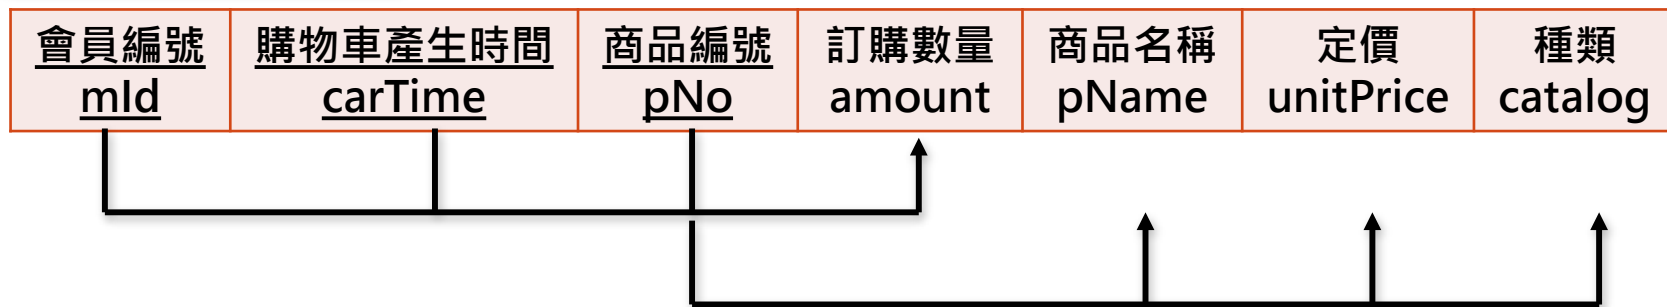 會員編號 購物車產生時間 商品編號 訂購數量 商品名稱 定價 種類
mId carTime pNo amount pName unitPrice catalog